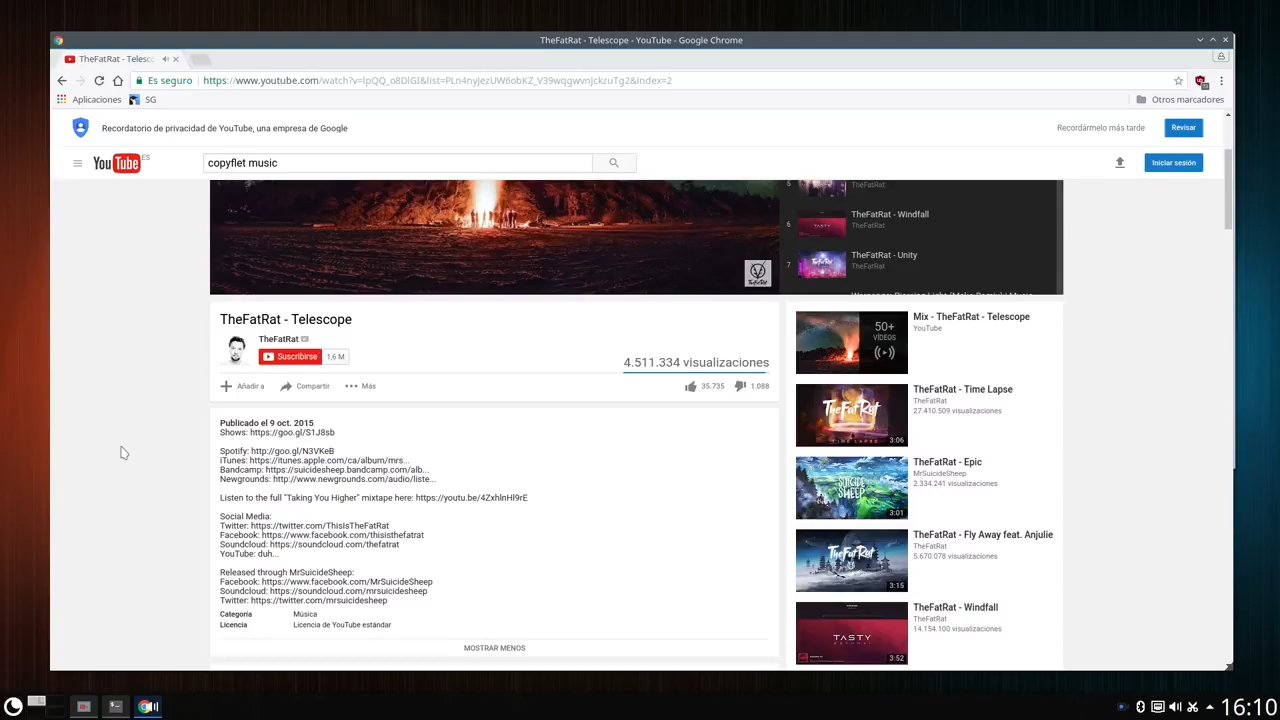 TheFatRat - Telescope - YouTube - Google Chrome
TheFatRat - Telesc
Es seguro
https://www.youtube.com/watch?v=lpQQ_o8DlGI&list=PLn4nyJezUW6obKZ_V39wqgwvnJckzuTg2&index=2
Aplicaciones
SG
Otros marcadores
Recordatorio de privacidad de YouTube, una empresa de Google
Recordármelo más tarde
Revisar
YouTube ES
copyflet music
Iniciar sesión
5
TheFatRat
6
TheFatRat - Windfall
TheFatRat
7
TheFatRat - Unity
TheFatRat
TheFatRat - Telescope
TheFatRat
Suscribirse
1,6 M
4.511.334 visualizaciones
Añadir a
Compartir
Más
35.735
1.088
Publicado el 9 oct. 2015
Shows: https://goo.gl/S1J8sb
Spotify: http://goo.gl/N3VKeB
iTunes: https://itunes.apple.com/ca/album/mrs...
Bandcamp: https://suicidesheep.bandcamp.com/alb...
Newgrounds: http://www.newgrounds.com/audio/liste...
Listen to the full "Taking You Higher" mixtape here: https://youtu.be/4ZxhlnHl9rE
Social Media:
Twitter: https://twitter.com/ThisIsTheFatRat
Facebook: https://www.facebook.com/thisisthefatrat
Soundcloud: https://soundcloud.com/thefatrat
YouTube: duh...
Released through MrSuicideSheep:
Facebook: https://www.facebook.com/MrSuicideSheep
Soundcloud: https://soundcloud.com/mrsuicidesheep
Twitter: https://twitter.com/mrsuicidesheep
Categoría Música
Licencia Licencia de YouTube estándar
MOSTRAR MENOS
50+
VÍDEOS
Mix - TheFatRat - Telescope
YouTube
TheFatRat
TIME LAPSE
3:06
TheFatRat - Time Lapse
TheFatRat
27.410.509 visualizaciones
SUICIDE
SHEEP
3:01
TheFatRat - Epic
MrSuicideSheep
2.334.241 visualizaciones
TheFatRat
3:15
TheFatRat - Fly Away feat. Anjulie
TheFatRat
5.670.078 visualizaciones
TASTY
3:52
TheFatRat - Windfall
TheFatRat
14.154.100 visualizaciones
16:10